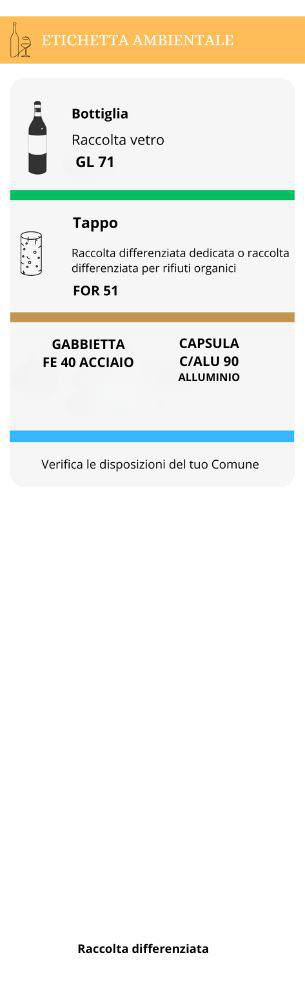 ETICHETTA AMBIENTALE
Bottiglia
Raccolta vetro
GL 71
Tappo
Raccolta differenziata dedicata o raccolta
differenziata per rifiuti organici
FOR 51
GABBIETTA
FE 40 ACCIAIO
CAPSULA
C/ALU 90
ALLUMINIO
Verifica le disposizioni del tuo Comune
Raccolta differenziata